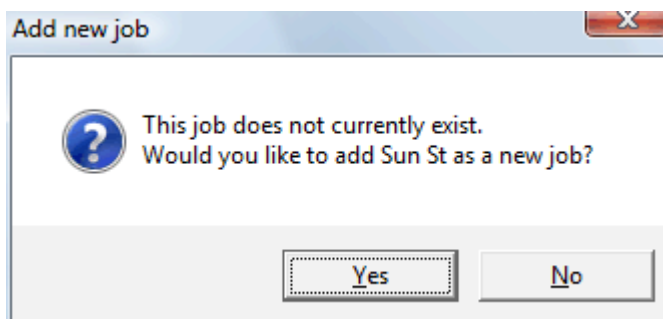 Add new job
This job does not currently exist.
Would you like to add Sun St as a new job?
Yes
No